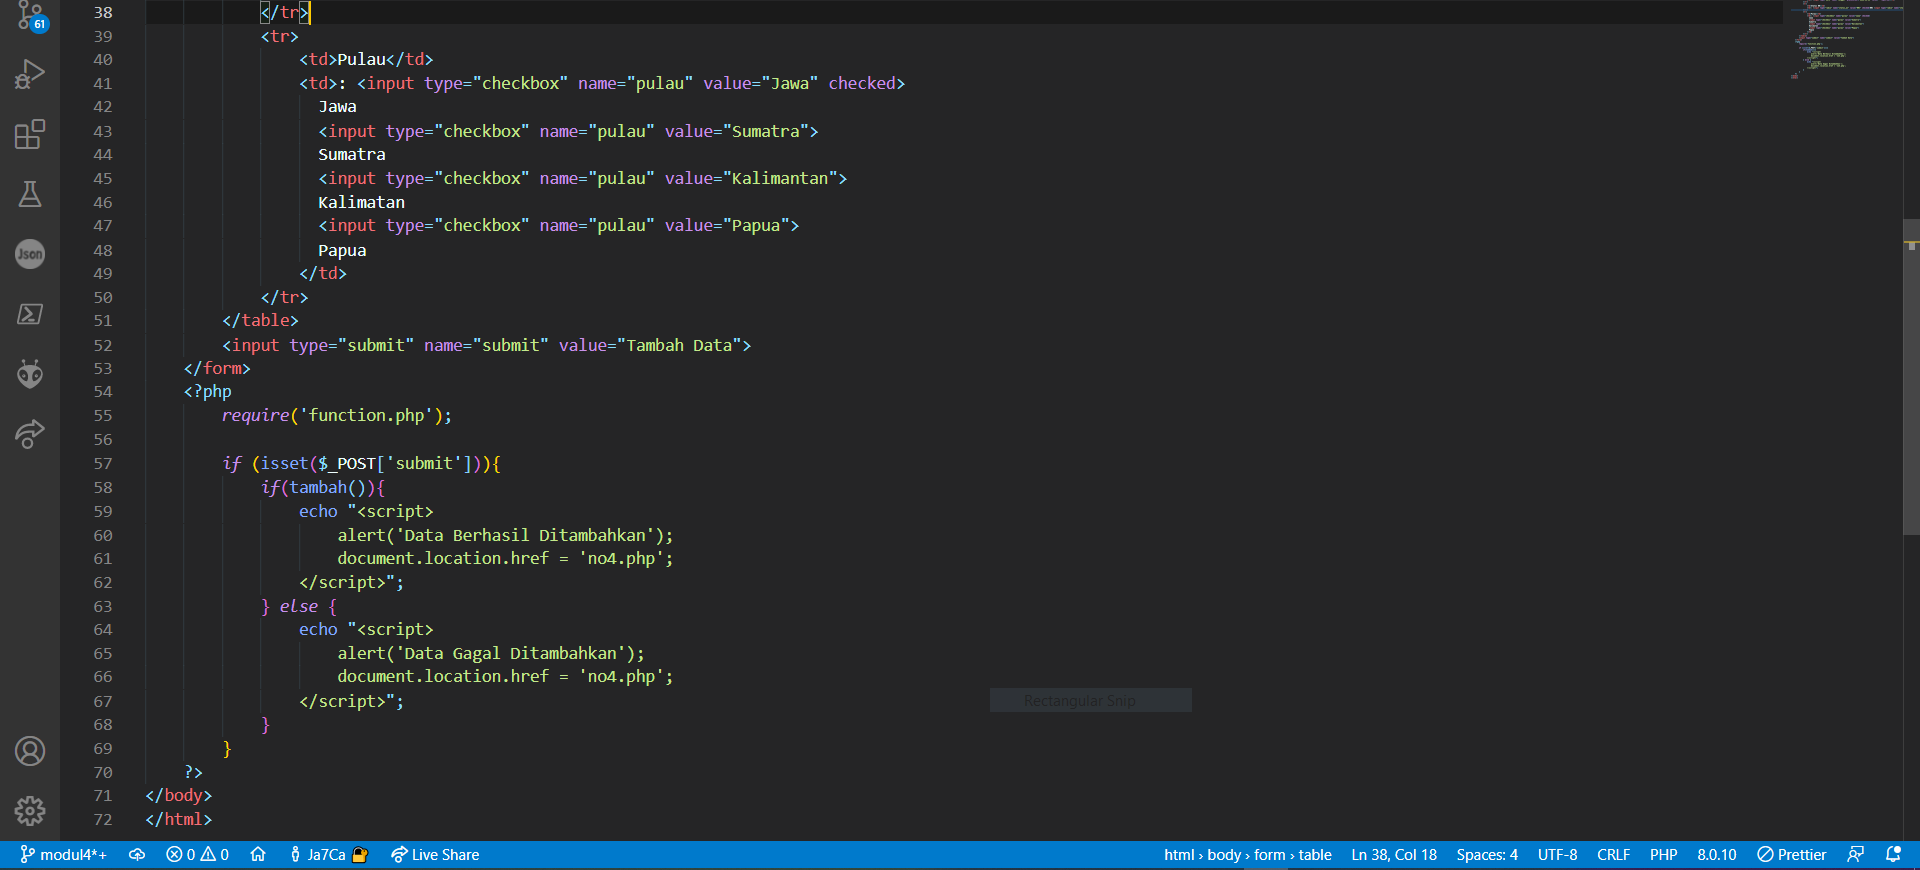 61
38 </tr>
39 <tr>
40 <td>Pulau</td>
41 <td>: <input type="checkbox" name="pulau" value="Jawa" checked>
42 Jawa
43 <input type="checkbox" name="pulau" value="Sumatra">
44 Sumatra
45 <input type="checkbox" name="pulau" value="Kalimantan">
46 Kalimatan
47 <input type="checkbox" name="pulau" value="Papua">
48 Papua
49 </td>
50 </tr>
51 </table>
52 <input type="submit" name="submit" value="Tambah Data">
53 </form>
54 <?php
55 require('function.php');
56
57 if (isset($_POST['submit'])){
58 if(tambah()){
59 echo "<script>
60 alert('Data Berhasil Ditambahkan');
61 document.location.href = 'no4.php';
62 </script>";
63 } else {
64 echo "<script>
65 alert('Data Gagal Ditambahkan');
66 document.location.href = 'no4.php';
67 </script>";
68 }
69 }
70 ?>
71 </body>
72 </html>
Json
Rectangular Snip
modul4*+ 0 0 Ja7Ca Live Share html › body › form › table Ln 38, Col 18 Spaces: 4 UTF-8 CRLF PHP 8.0.10 Prettier